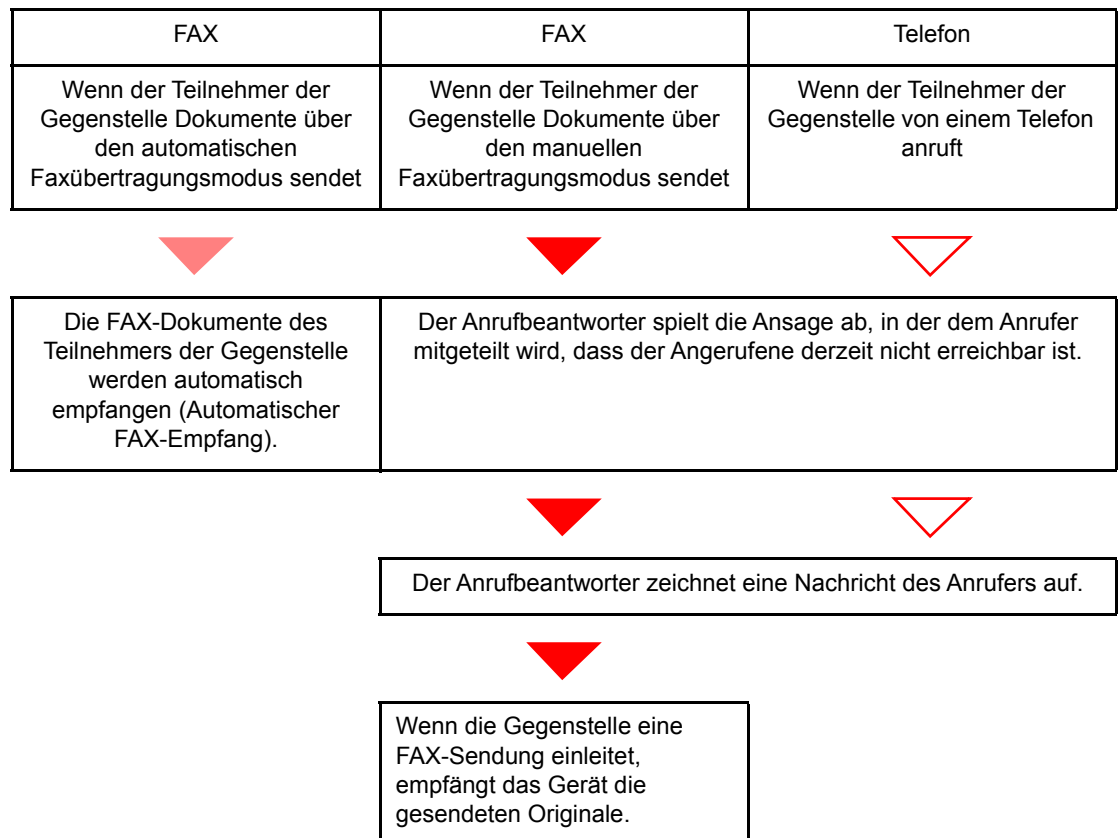 FAX
FAX
Telefon
Wenn der Teilnehmer der
Gegenstelle Dokumente über
den automatischen
Faxübertragungsmodus sendet
Wenn der Teilnehmer der
Gegenstelle Dokumente über
den manuellen
Faxübertragungsmodus sendet
Wenn der Teilnehmer der
Gegenstelle von einem Telefon
anruft
Die FAX-Dokumente des
Teilnehmers der Gegenstelle
werden automatisch
empfangen (Automatischer
FAX-Empfang).
Der Anrufbeantworter spielt die Ansage ab, in der dem Anrufer
mitgeteilt wird, dass der Angerufene derzeit nicht erreichbar ist.
Der Anrufbeantworter zeichnet eine Nachricht des Anrufers auf.
Wenn die Gegenstelle eine
FAX-Sendung einleitet,
empfängt das Gerät die
gesendeten Originale.